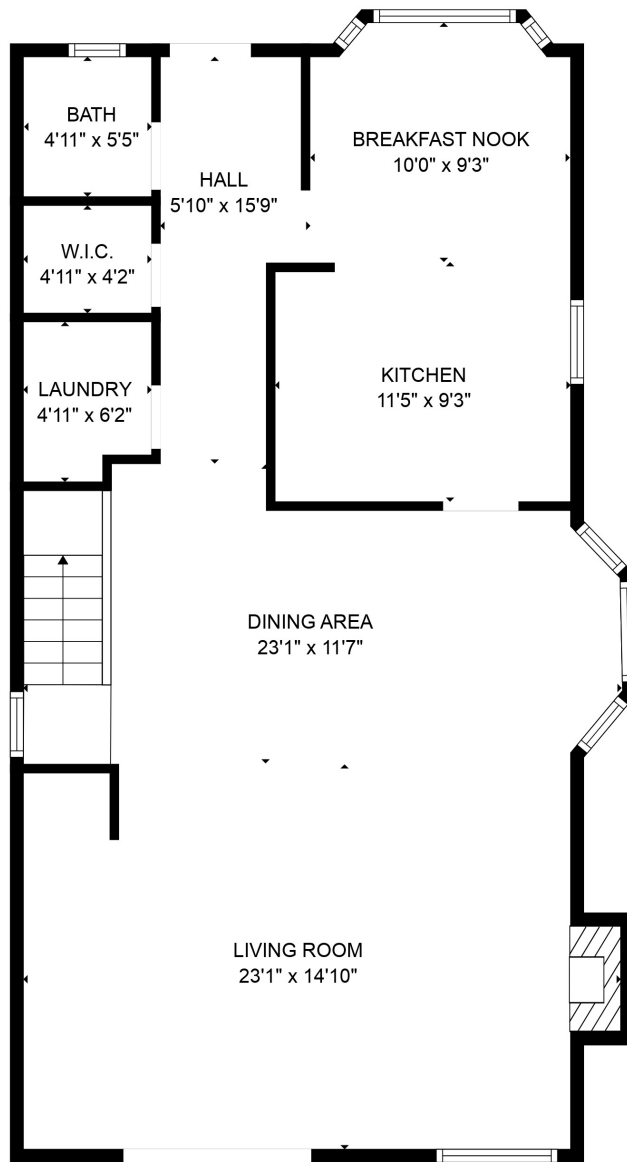 BATH
4'11" x 5'5"
BREAKFAST NOOK
10'0" x 9'3"
HALL
5'10" x 15'9"
W.I.C.
4'11" x 4'2"
LAUNDRY
4'11" x 6'2"
KITCHEN
11'5" x 9'3"
DINING AREA
23'1" x 11'7"
LIVING ROOM
23'1" x 14'10"